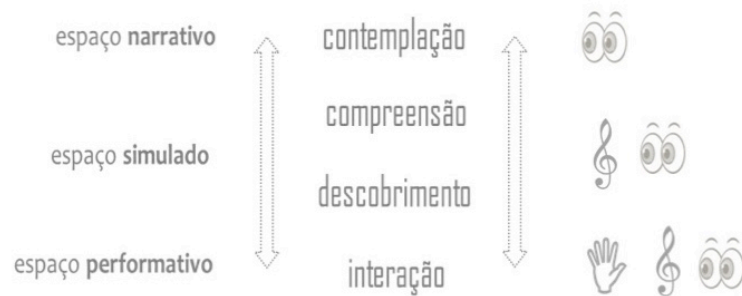 espaço narrativo
contemplação
compreensão
espaço simulado
descobrimento
espaço performativo
interação